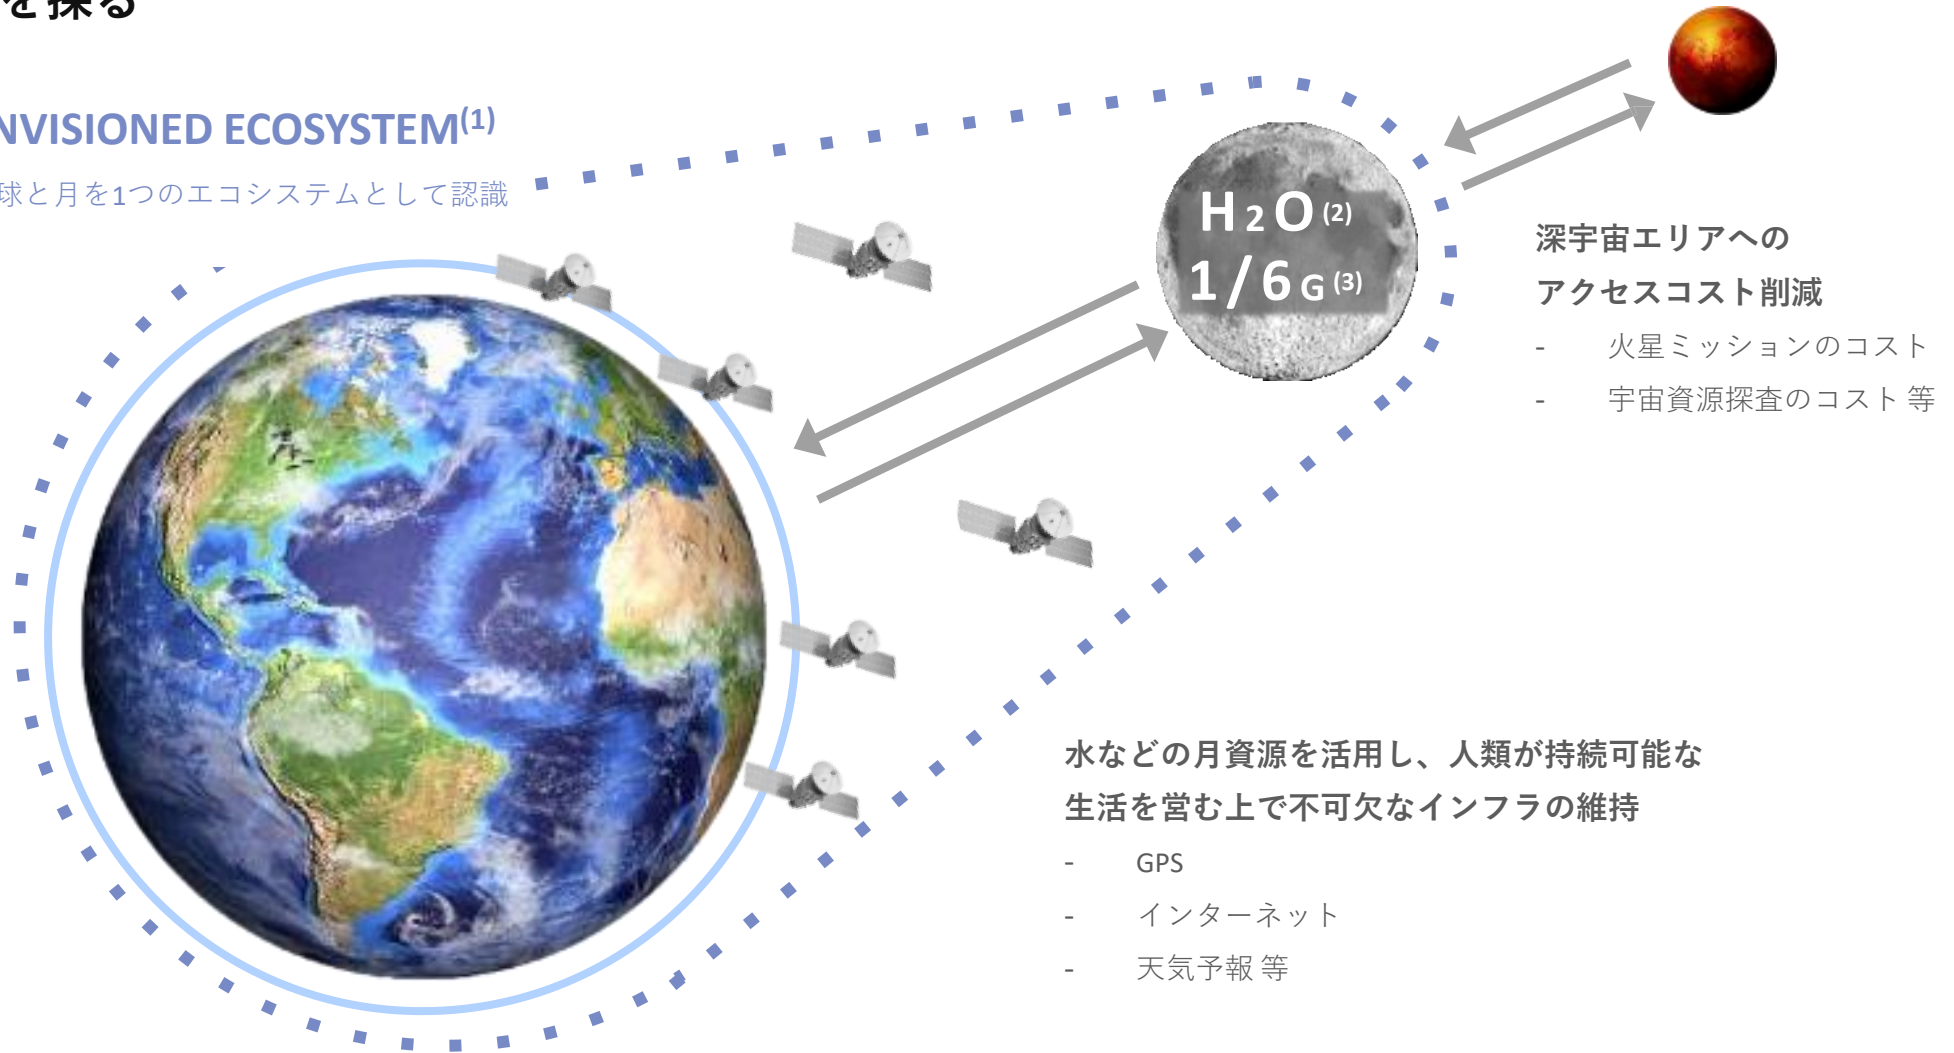 を探る
NVISIONED ECOSYSTEM(1)
球と月を1つのエコシステムとして認識
H2O(2)
1/6G(3)
深宇宙エリアへの
アクセスコスト削減
- 火星ミッションのコスト
- 宇宙資源探査のコスト 等
水などの月資源を活用し、人類が持続可能な
生活を営む上で不可欠なインフラの維持
- GPS
- インターネット
- 天気予報 等